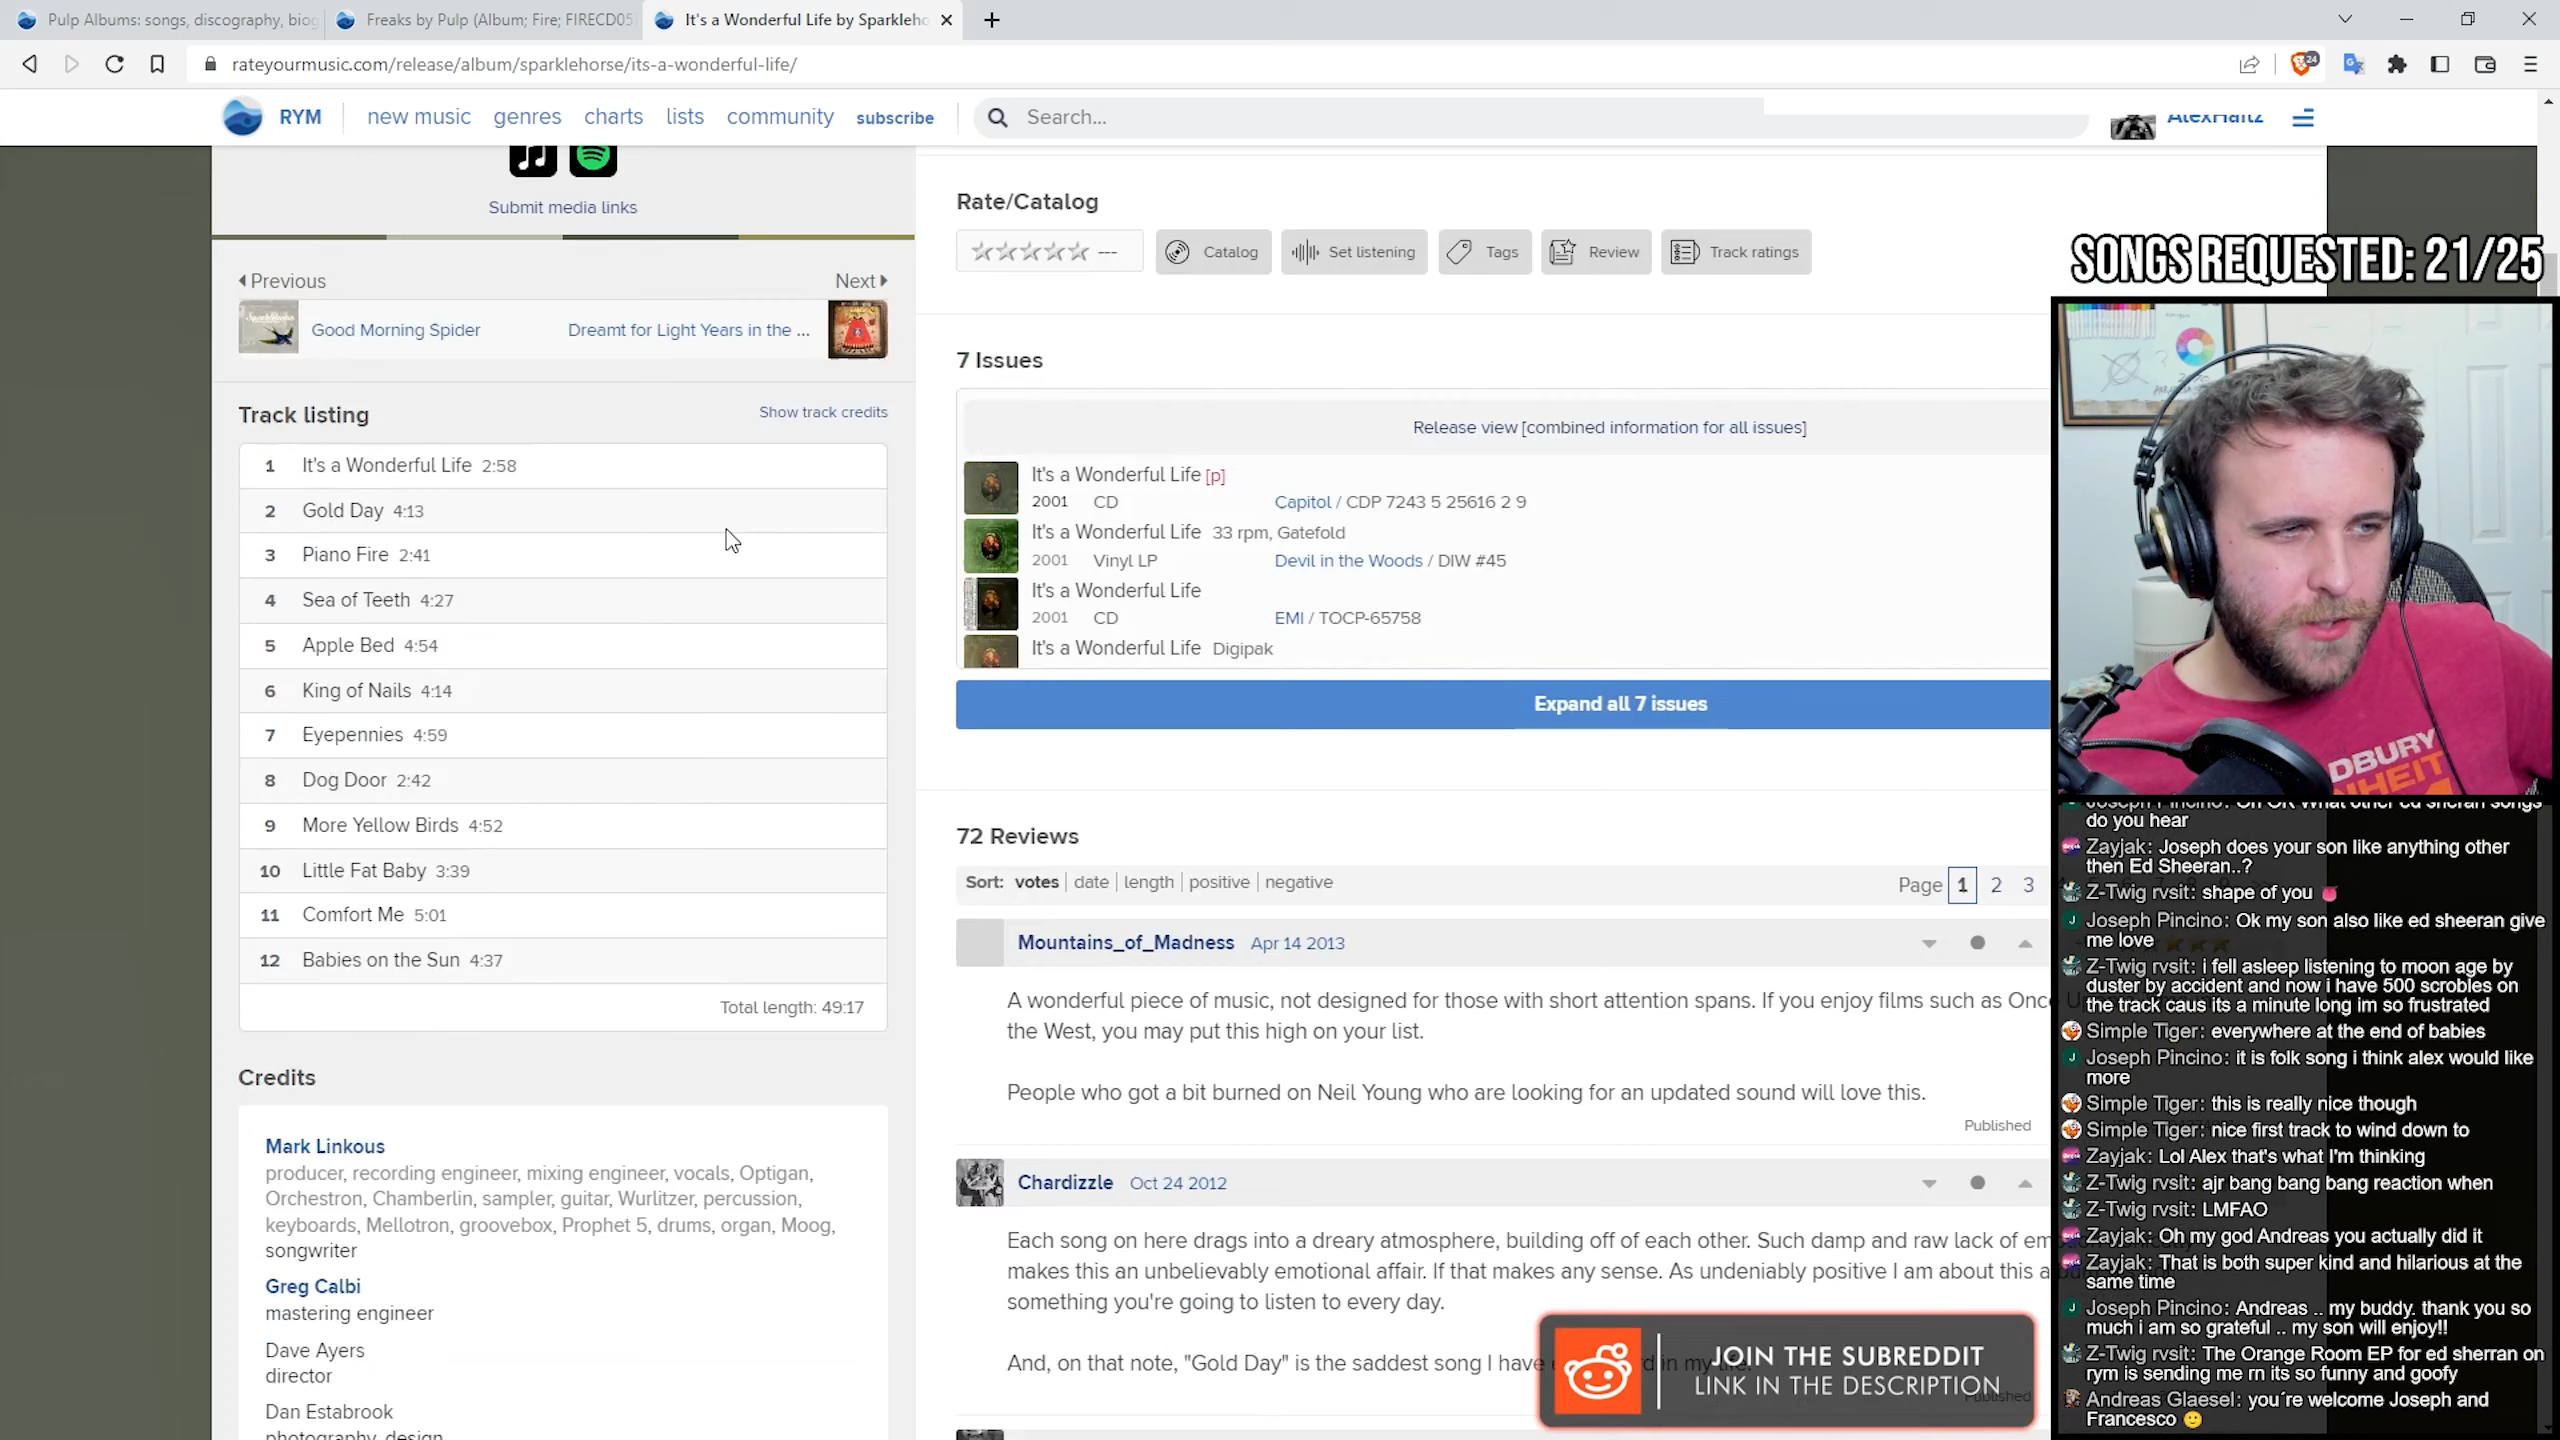 Pulp Albums: songs, discography, biog
Freaks by Pulp (Album; Fire; FIRECD05
It's a Wonderful Life by Sparkleho
rateyourmusic.com/release/album/sparklehorse/its-a-wonderful-life/
24
RYM
new music
genres
charts
lists
community
subscribe
Search...
AlexHaitz
Submit media links
Previous
Next
Good Morning Spider
Dreamt for Light Years in the ...
Track listing
Show track credits
1 It's a Wonderful Life 2:58
2 Gold Day 4:13
3 Piano Fire 2:41
4 Sea of Teeth 4:27
5 Apple Bed 4:54
6 King of Nails 4:14
7 Eyepennies 4:59
8 Dog Door 2:42
9 More Yellow Birds 4:52
10 Little Fat Baby 3:39
11 Comfort Me 5:01
12 Babies on the Sun 4:37
Total length: 49:17
Credits
Mark Linkous
producer, recording engineer, mixing engineer, vocals, Optigan,
Orchestron, Chamberlin, sampler, guitar, Wurlitzer, percussion,
keyboards, Mellotron, groovebox, Prophet 5, drums, organ, Moog,
songwriter
Greg Calbi
mastering engineer
Dave Ayers
director
Dan Estabrook
photography, design
Rate/Catalog
---
Catalog
Set listening
Tags
Review
Track ratings
7 Issues
Release view [combined information for all issues]
It's a Wonderful Life [p]
2001 CD Capitol / CDP 7243 5 25616 2 9
It's a Wonderful Life 33 rpm, Gatefold
2001 Vinyl LP Devil in the Woods / DIW #45
It's a Wonderful Life
2001 CD EMI / TOCP-65758
It's a Wonderful Life Digipak
Expand all 7 issues
72 Reviews
Sort: votes | date | length | positive | negative
Page 1 2 3
Mountains_of_Madness Apr 14 2013
A wonderful piece of music, not designed for those with short attention spans. If you enjoy films such as Once
the West, you may put this high on your list.
People who got a bit burned on Neil Young who are looking for an updated sound will love this.
Published
Chardizzle Oct 24 2012
Each song on here drags into a dreary atmosphere, building off of each other. Such damp and raw lack of em
makes this an unbelievably emotional affair. If that makes any sense. As undeniably positive I am about this a
something you're going to listen to every day.
And, on that note, "Gold Day" is the saddest song I have
in my
Published
JOIN THE SUBREDDIT
LINK IN THE DESCRIPTION
SONGS REQUESTED: 21/25
DBURY
NHEIT
Joseph Pincino: Oh OK What other ed sheran songs
do you hear
Zayjak: Joseph does your son like anything other
then Ed Sheeran..?
Z-Twig rvsit: shape of you
Joseph Pincino: Ok my son also like ed sheeran give
me love
Z-Twig rvsit: i fell asleep listening to moon age by
duster by accident and now i have 500 scrobles on
the track caus its a minute long im so frustrated
Simple Tiger: everywhere at the end of babies
Joseph Pincino: it is folk song i think alex would like
more
Simple Tiger: this is really nice though
Simple Tiger: nice first track to wind down to
Zayjak: Lol Alex that's what I'm thinking
Z-Twig rvsit: ajr bang bang bang reaction when
Z-Twig rvsit: LMFAO
Zayjak: Oh my god Andreas you actually did it
Zayjak: That is both super kind and hilarious at the
same time
Joseph Pincino: Andreas .. my buddy. thank you so
much i am so grateful .. my son will enjoy!!
Z-Twig rvsit: The Orange Room EP for ed sherran on
rym is sending me rn its so funny and goofy
Andreas Glaesel: you´re welcome Joseph and
Francesco 🙂